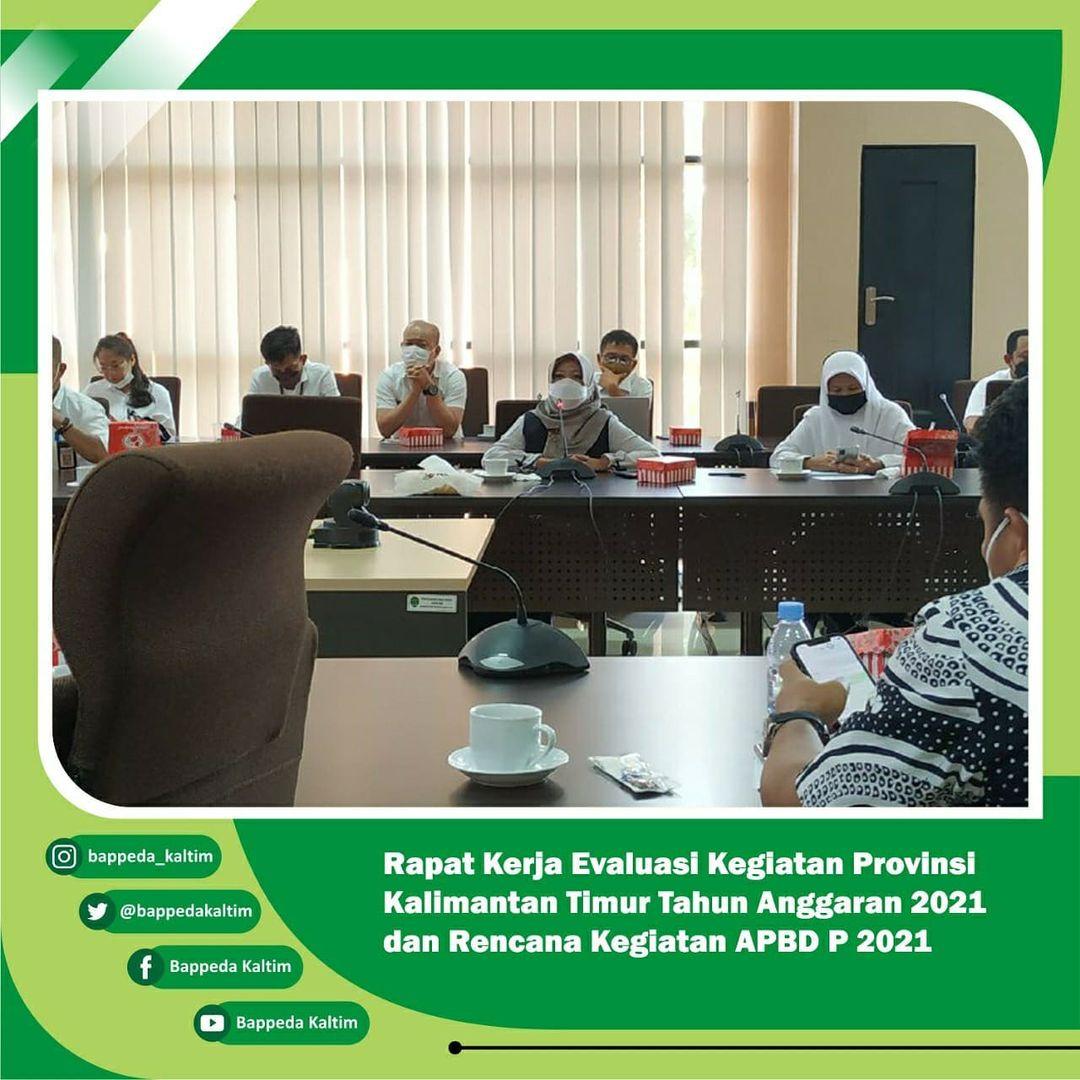 bappeda_kaltim
@bappedakaltim
Bappeda Kaltim
Bappeda Kaltim
Rapat Kerja Evaluasi Kegiatan Provinsi
Kalimantan Timur Tahun Anggaran 2021
dan Rencana Kegiatan APBD P 2021